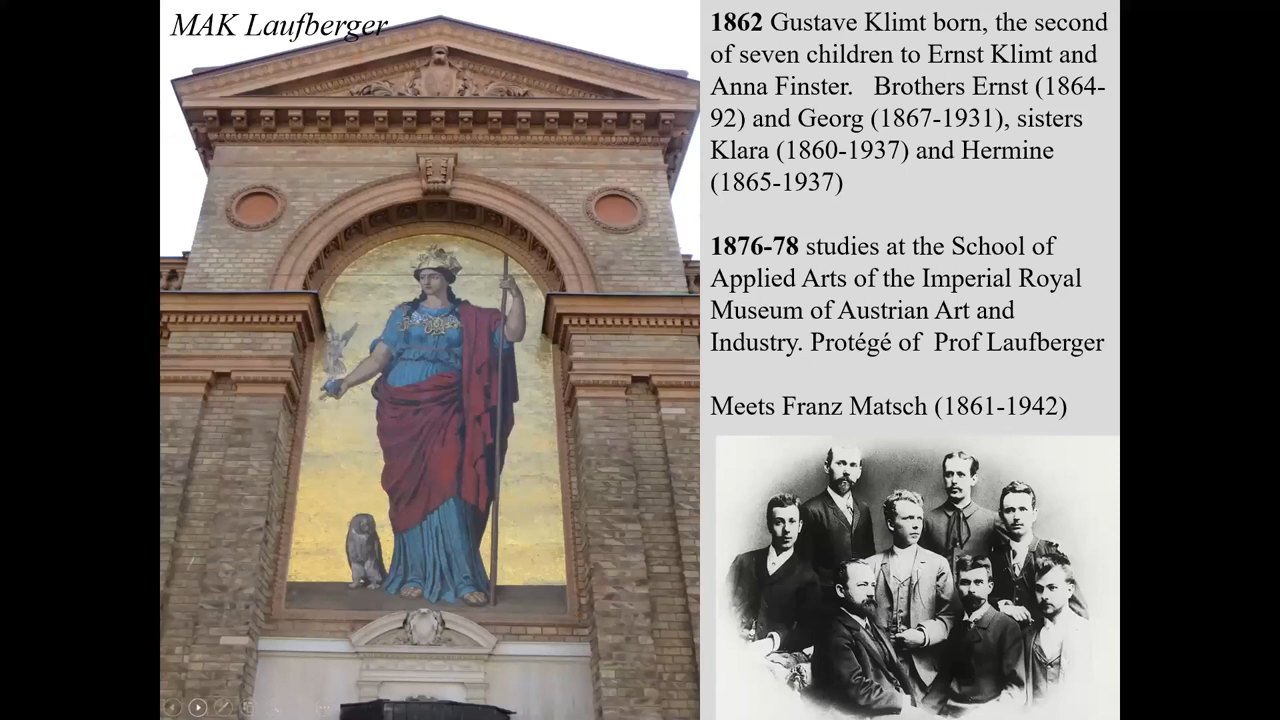 MAK Laufberger
1862 Gustave Klimt born, the second
of seven children to Ernst Klimt and
Anna Finster. Brothers Ernst (1864-
92) and Georg (1867-1931), sisters
Klara (1860-1937) and Hermine
(1865-1937)
1876-78 studies at the School of
Applied Arts of the Imperial Royal
Museum of Austrian Art and
Industry. Protégé of Prof Laufberger
Meets Franz Matsch (1861-1942)